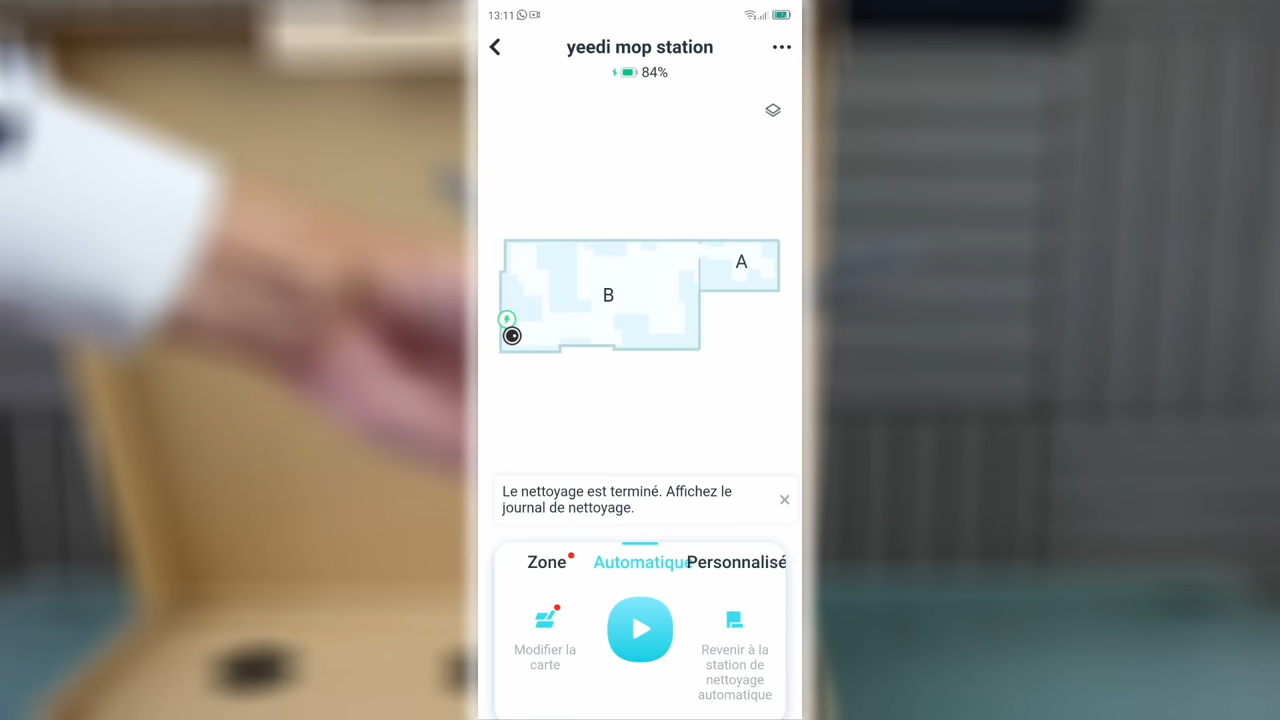 13:11
87
yeedi mop station
84%
A
B
Le nettoyage est terminé. Affichez le
journal de nettoyage.
Zone Automatique Personnalisé
Modifier la
carte
Revenir à la
station de
nettoyage
automatique